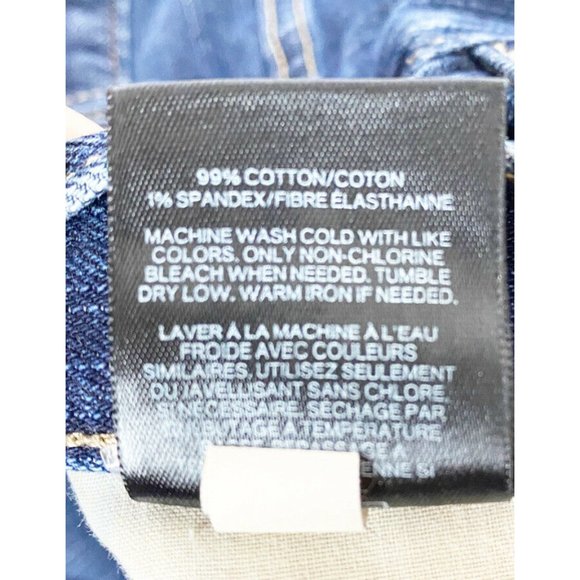 99% COTTON/COTON
1% SPANDEX/FIBRE ÉLASTHANNE
MACHINE WASH COLD WITH LIKE
COLORS. ONLY NON-CHLORINE
BLEACH WHEN NEEDED. TUMBLE
DRY LOW. WARM IRON IF NEEDED.
LAVER À LA MACHINE À L'EAU
FROIDE AVEC COULEURS
SIMILAIRES. UTILISEZ SEULEMENT
OU JAVELLISANT SANS CHLORE.
SI NÉCESSAIRE. SÉCHAGE PAR
À TEMPÉRATURE
À
SI